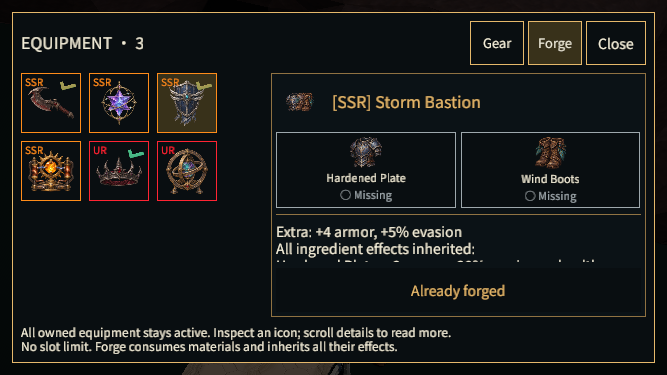 EQUIPMENT • 3
Gear
Forge
Close
SSR
SSR
SSR
SSR
UR
UR
[SSR] Storm Bastion
Hardened Plate
Missing
Wind Boots
Missing
Extra: +4 armor, +5% evasion
All ingredient effects inherited:
Already forged
All owned equipment stays active. Inspect an icon; scroll details to read more.
No slot limit. Forge consumes materials and inherits all their effects.